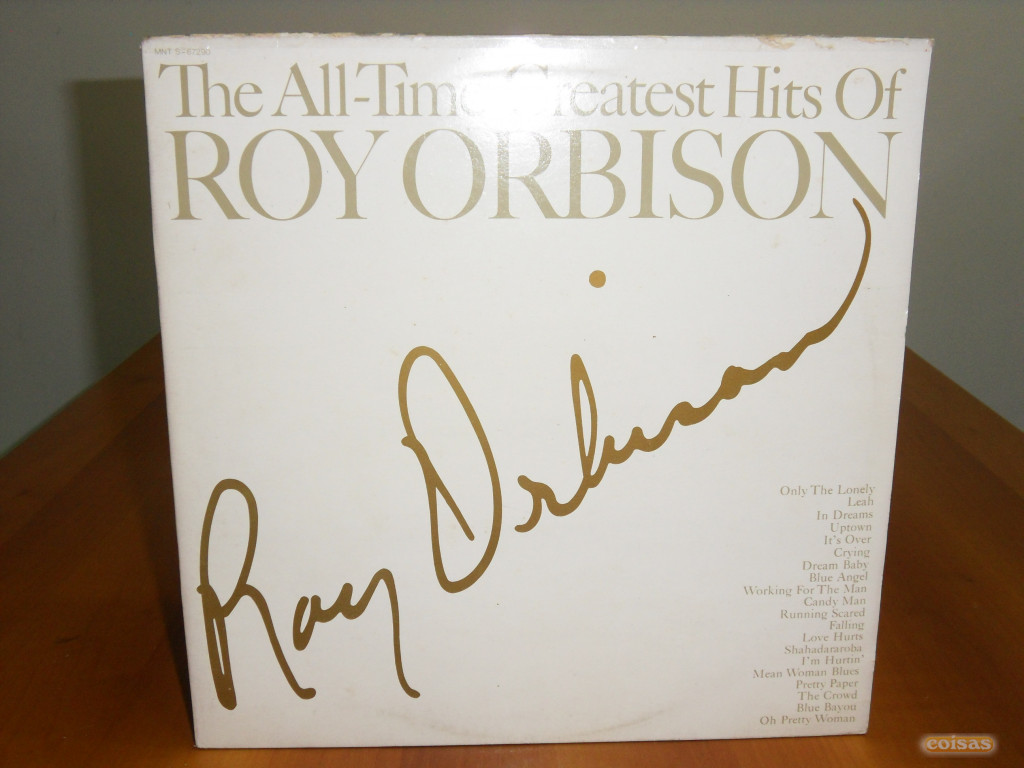 The All-Time Greatest Hits Of
ROY ORBISON
Roy Orbison
Only The Lonely
Leah
In Dreams
Uptown
It's Over
Crying
Dream Baby
Blue Angel
Working For The Man
Candy Man
Running Scared
Falling
Love Hurts
Shahadararoba
I'm Hurtin'
Mean Woman Blues
Pretty Paper
The Crowd
Blue Bayou
Oh Pretty Woman
coisas